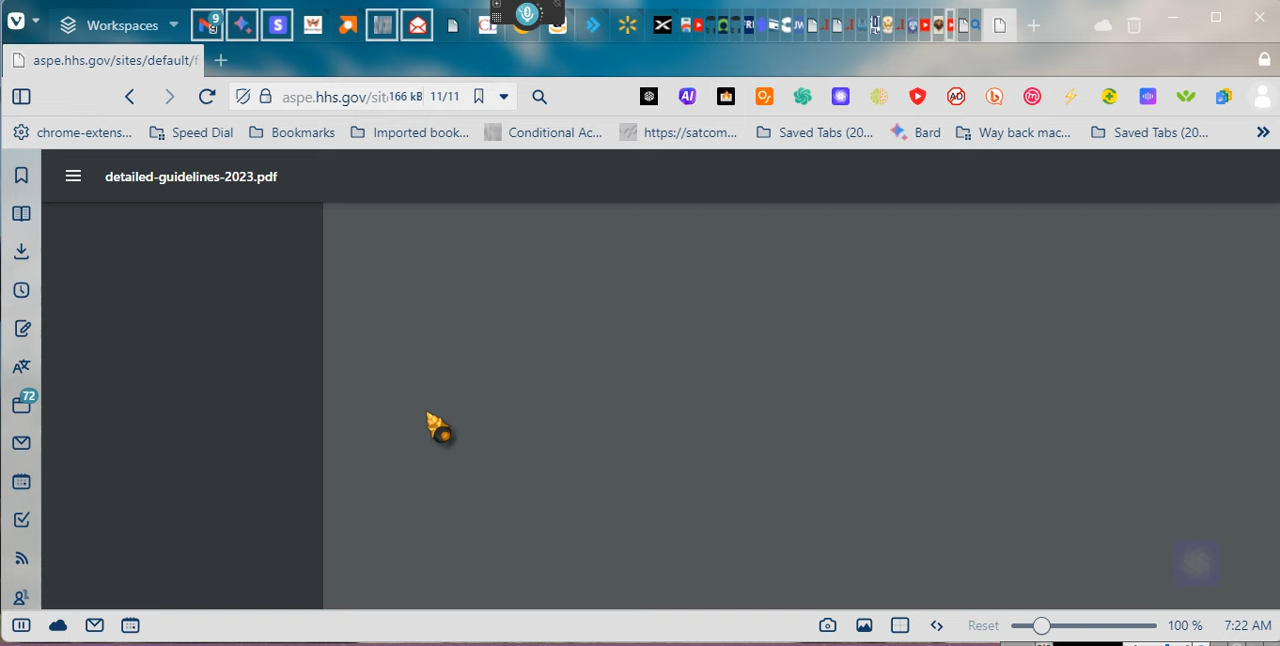 9
Workspaces
aspe.hhs.gov/sites/default/f
aspe.hhs.gov/sit 166 kB 11/11
chrome-extens... Speed Dial Bookmarks Imported book... Conditional Ac... https://satcom... Saved Tabs (20... Bard Way back mac... Saved Tabs (20...
detailed-guidelines-2023.pdf
72
Reset 100 % 7:22 AM